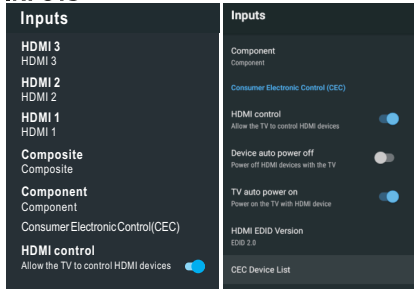 Inputs
HDMI 3
HDMI 3
HDMI 2
HDMI 2
HDMI 1
HDMI 1
Composite
Composite
Component
Component
Consumer Electronic Control(CEC)
HDMI control
Allow the TV to control HDMI devices
Inputs
Component
Component
Consumer Electronic Control (CEC)
HDMI control
Allow the TV to control HDMI devices
Device auto power off
Power off HDMI devices with the TV
TV auto power on
Power on the TV with HDMI device
HDMI EDID Version
EDID 2.0
CEC Device List